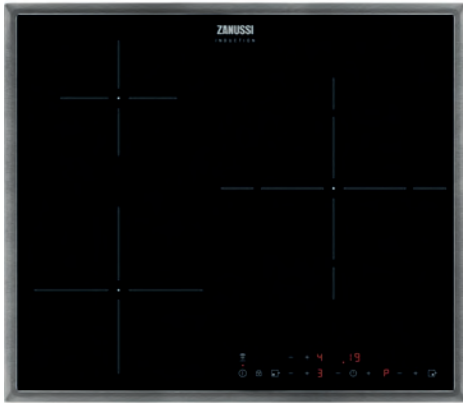 ZANUSSI
INDUCTION
- + 4 .19
- + 3 - + P - +